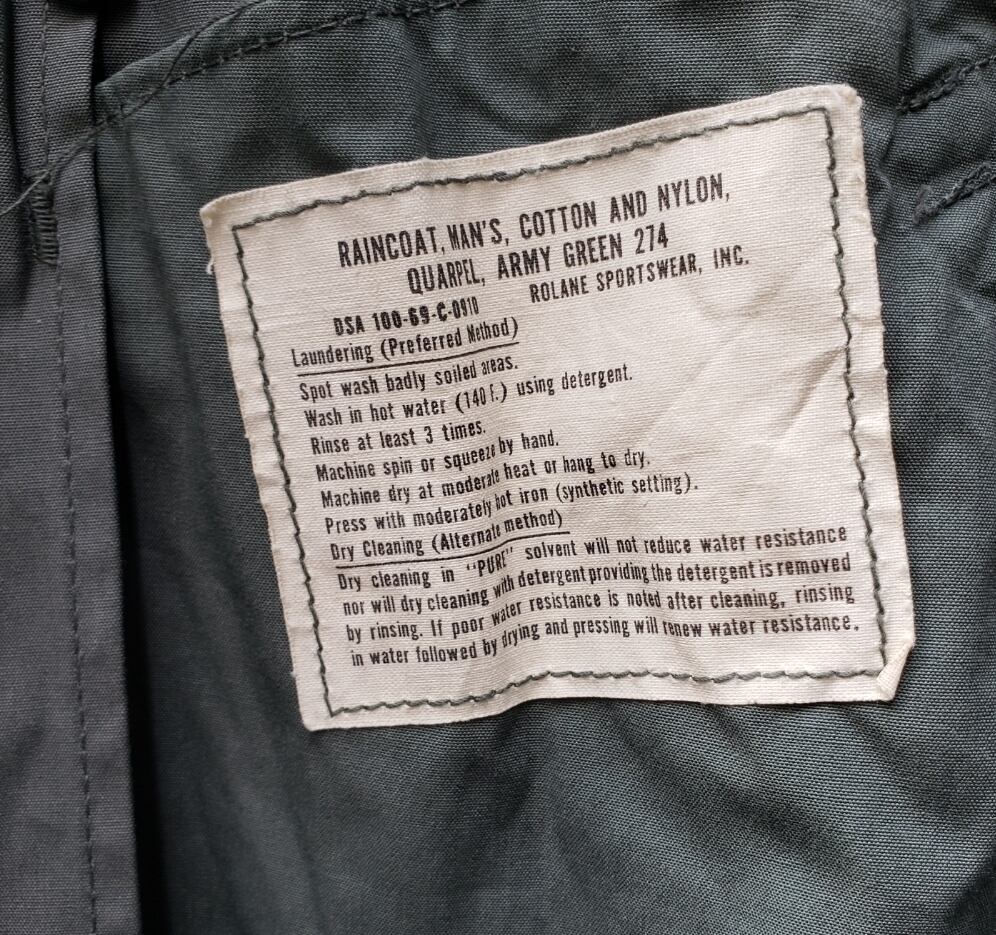 RAINCOAT, MAN'S, COTTON AND NYLON,
QUARPEL, ARMY GREEN 274
DSA 100-69-C-0910 ROLANE SPORTSWEAR, INC.
Laundering (Preferred Method)
Spot wash badly soiled areas.
Wash in hot water (140 F.) using detergent.
Rinse at least 3 times.
Machine spin or squeeze by hand.
Machine dry at moderate heat or hang to dry.
Press with moderately hot iron (synthetic setting).
Dry Cleaning (Alternate method)
Dry cleaning in "PURE" solvent will not reduce water resistance
nor will dry cleaning with detergent providing the detergent is removed
by rinsing. If poor water resistance is noted after cleaning, rinsing
in water followed by drying and pressing will renew water resistance.